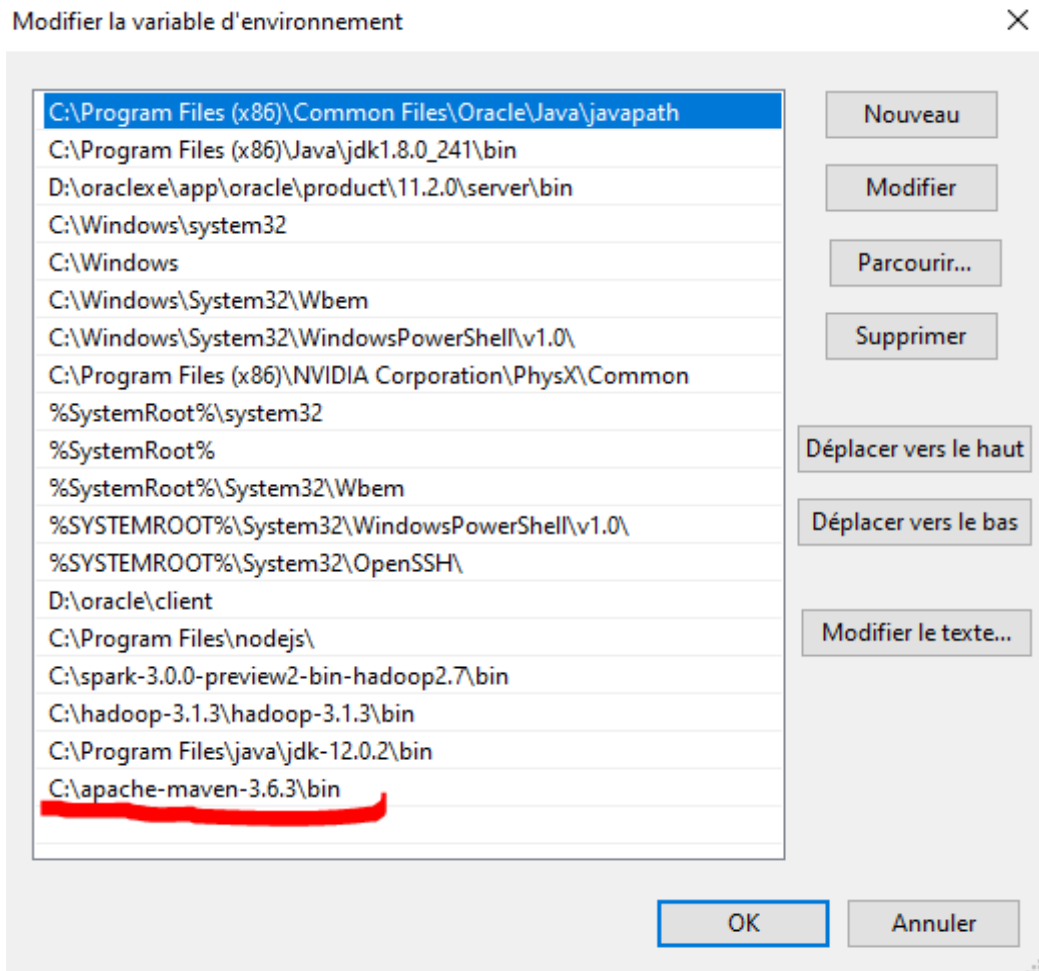 Modifier la variable d'environnement
C:\Program Files (x86)\Common Files\Oracle\Java\javapath
Nouveau
C:\Program Files (x86)\Java\jdk1.8.0_241\bin
D:\oraclexe\app\oracle\product\11.2.0\server\bin
Modifier
C:\Windows\system32
C:\Windows
Parcourir...
C:\Windows\System32\Wbem
C:\Windows\System32\WindowsPowerShell\v1.0\
Supprimer
C:\Program Files (x86)\NVIDIA Corporation\PhysX\Common
%SystemRoot%\system32
%SystemRoot%
Déplacer vers le haut
%SystemRoot%\System32\Wbem
%SYSTEMROOT%\System32\WindowsPowerShell\v1.0\
Déplacer vers le bas
%SYSTEMROOT%\System32\OpenSSH\
D:\oracle\client
C:\Program Files\nodejs\
Modifier le texte...
C:\spark-3.0.0-preview2-bin-hadoop2.7\bin
C:\hadoop-3.1.3\hadoop-3.1.3\bin
C:\Program Files\java\jdk-12.0.2\bin
C:\apache-maven-3.6.3\bin
OK
Annuler